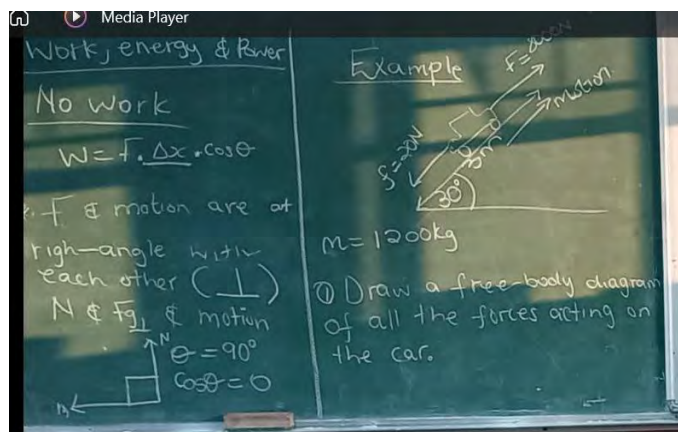 Media Player
Work, energy & Power
No work
W = F. Δx . cosθ
F & motion are at
righ-angle with
each other (⊥)
N & Fg⊥ & motion
N
θ = 90°
cosθ = 0
Example
motion
30°
m = 1200kg
① Draw a free-body diagram
of all the forces acting on
the car.